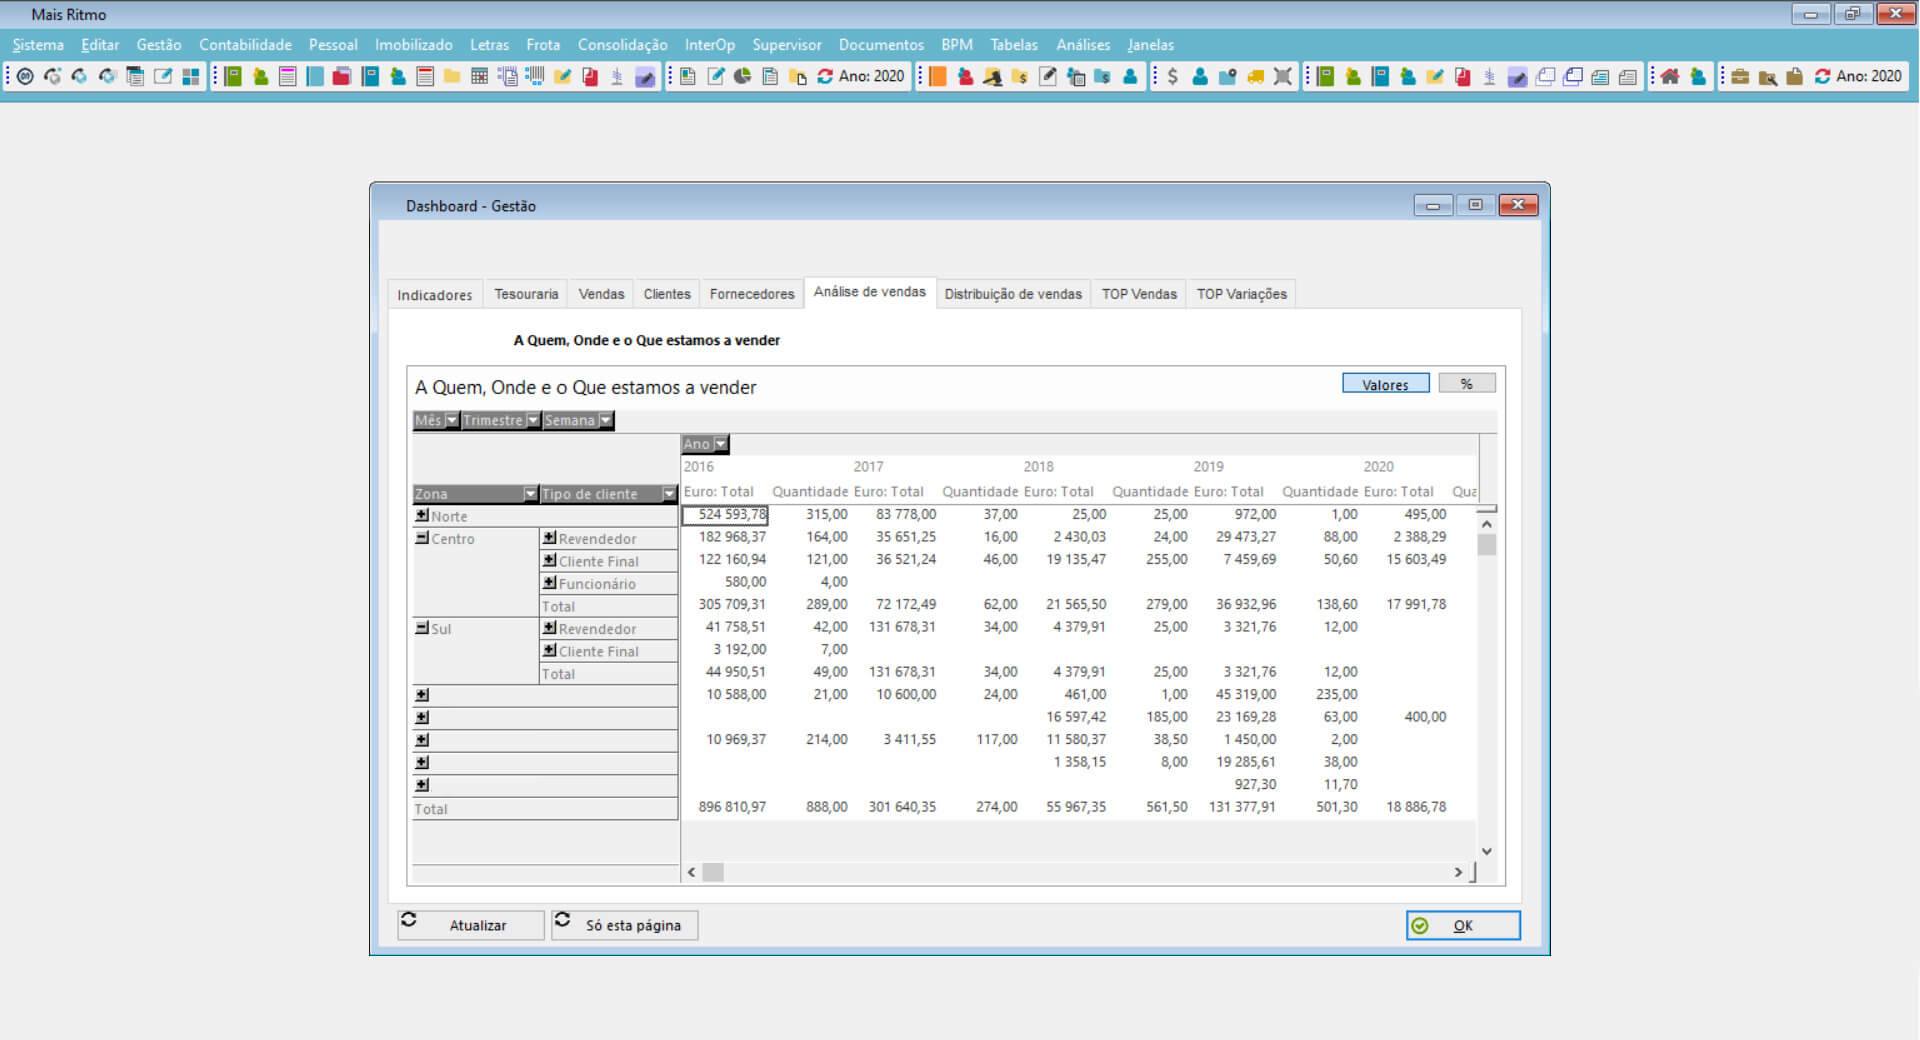 Mais Ritmo
Sistema Editar Gestão Contabilidade Pessoal Imobilizado Letras Frota Consolidação InterOp Supervisor Documentos BPM Tabelas Análises Janelas
Ano: 2020 Ano: 2020
Dashboard - Gestão
Indicadores Tesouraria Vendas Clientes Fornecedores Análise de vendas Distribuição de vendas TOP Vendas TOP Variações
A Quem, Onde e o Que estamos a vender
A Quem, Onde e o Que estamos a vender Valores %
Mês Trimestre Semana
Ano
2016 2017 2018 2019 2020
Zona Tipo de cliente Euro: Total Quantidade Euro: Total Quantidade Euro: Total Quantidade Euro: Total Quantidade Euro: Total Qua
Norte 524 593,78 315,00 83 778,00 37,00 25,00 25,00 972,00 1,00 495,00
Centro Revendedor 182 968,37 164,00 35 651,25 16,00 2 430,03 24,00 29 473,27 88,00 2 388,29
Cliente Final 122 160,94 121,00 36 521,24 46,00 19 135,47 255,00 7 459,69 50,60 15 603,49
Funcionário 580,00 4,00
Total 305 709,31 289,00 72 172,49 62,00 21 565,50 279,00 36 932,96 138,60 17 991,78
Sul Revendedor 41 758,51 42,00 131 678,31 34,00 4 379,91 25,00 3 321,76 12,00
Cliente Final 3 192,00 7,00
Total 44 950,51 49,00 131 678,31 34,00 4 379,91 25,00 3 321,76 12,00
10 588,00 21,00 10 600,00 24,00 461,00 1,00 45 319,00 235,00
16 597,42 185,00 23 169,28 63,00 400,00
10 969,37 214,00 3 411,55 117,00 11 580,37 38,50 1 450,00 2,00
1 358,15 8,00 19 285,61 38,00
927,30 11,70
Total 896 810,97 888,00 301 640,35 274,00 55 967,35 561,50 131 377,91 501,30 18 886,78
Atualizar Só esta página OK